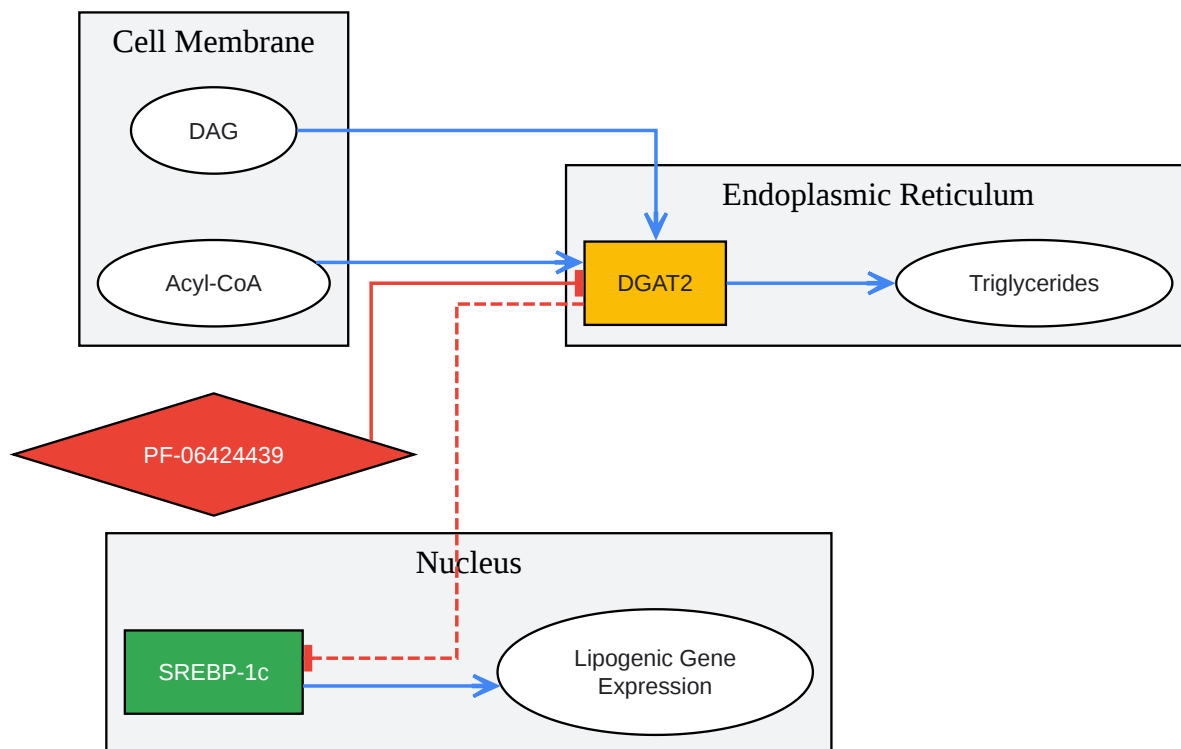 Cell Membrane
DAG
Endoplasmic Reticulum
Acyl-CoA
DGAT2
Triglycerides
PF-06424439
Nucleus
SREBP-1c
Lipogenic Gene
Expression